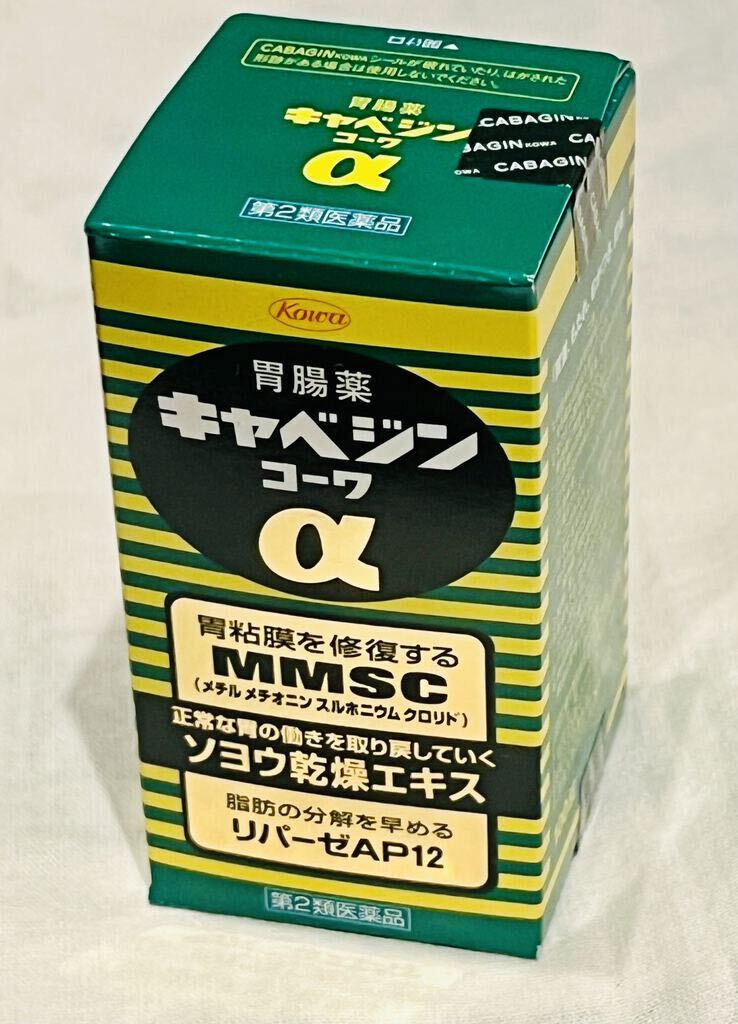 ▼開け口
CABAGIN KOWA シールが破れていたり、はがされた
形跡がある場合は使用しないでください。
胃腸薬
キャベジン
コーワ
α
第2類医薬品
CABAGIN
CABAGIN KOWA CA
KOWA CABAGIN
Kowa
胃腸薬
キャベジン
コーワ
α
胃粘膜を修復する
MMSC
(メチル メチオニン スルホニウム クロリド)
正常な胃の働きを取り戻していく
ソヨウ乾燥エキス
脂肪の分解を早める
リパーゼAP12
第2類医薬品